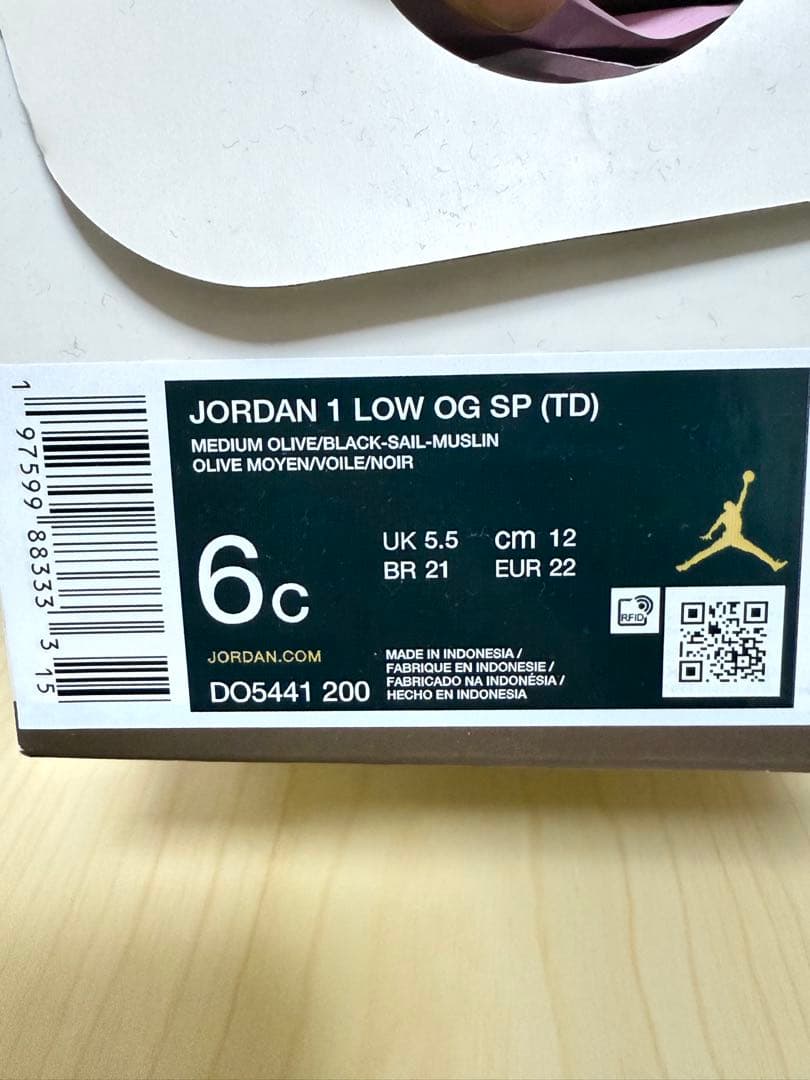 JORDAN 1 LOW OG SP (TD)
MEDIUM OLIVE/BLACK-SAIL-MUSLIN
OLIVE MOYEN/VOILE/NOIR
6C
UK 5.5 cm 12
BR 21 EUR 22
RFID
JORDAN.COM
DO5441 200
MADE IN INDONESIA /
FABRIQUE EN INDONESIE /
FABRICADO NA INDONÉSIA /
HECHO EN INDONESIA
1 97599 88333 3 15